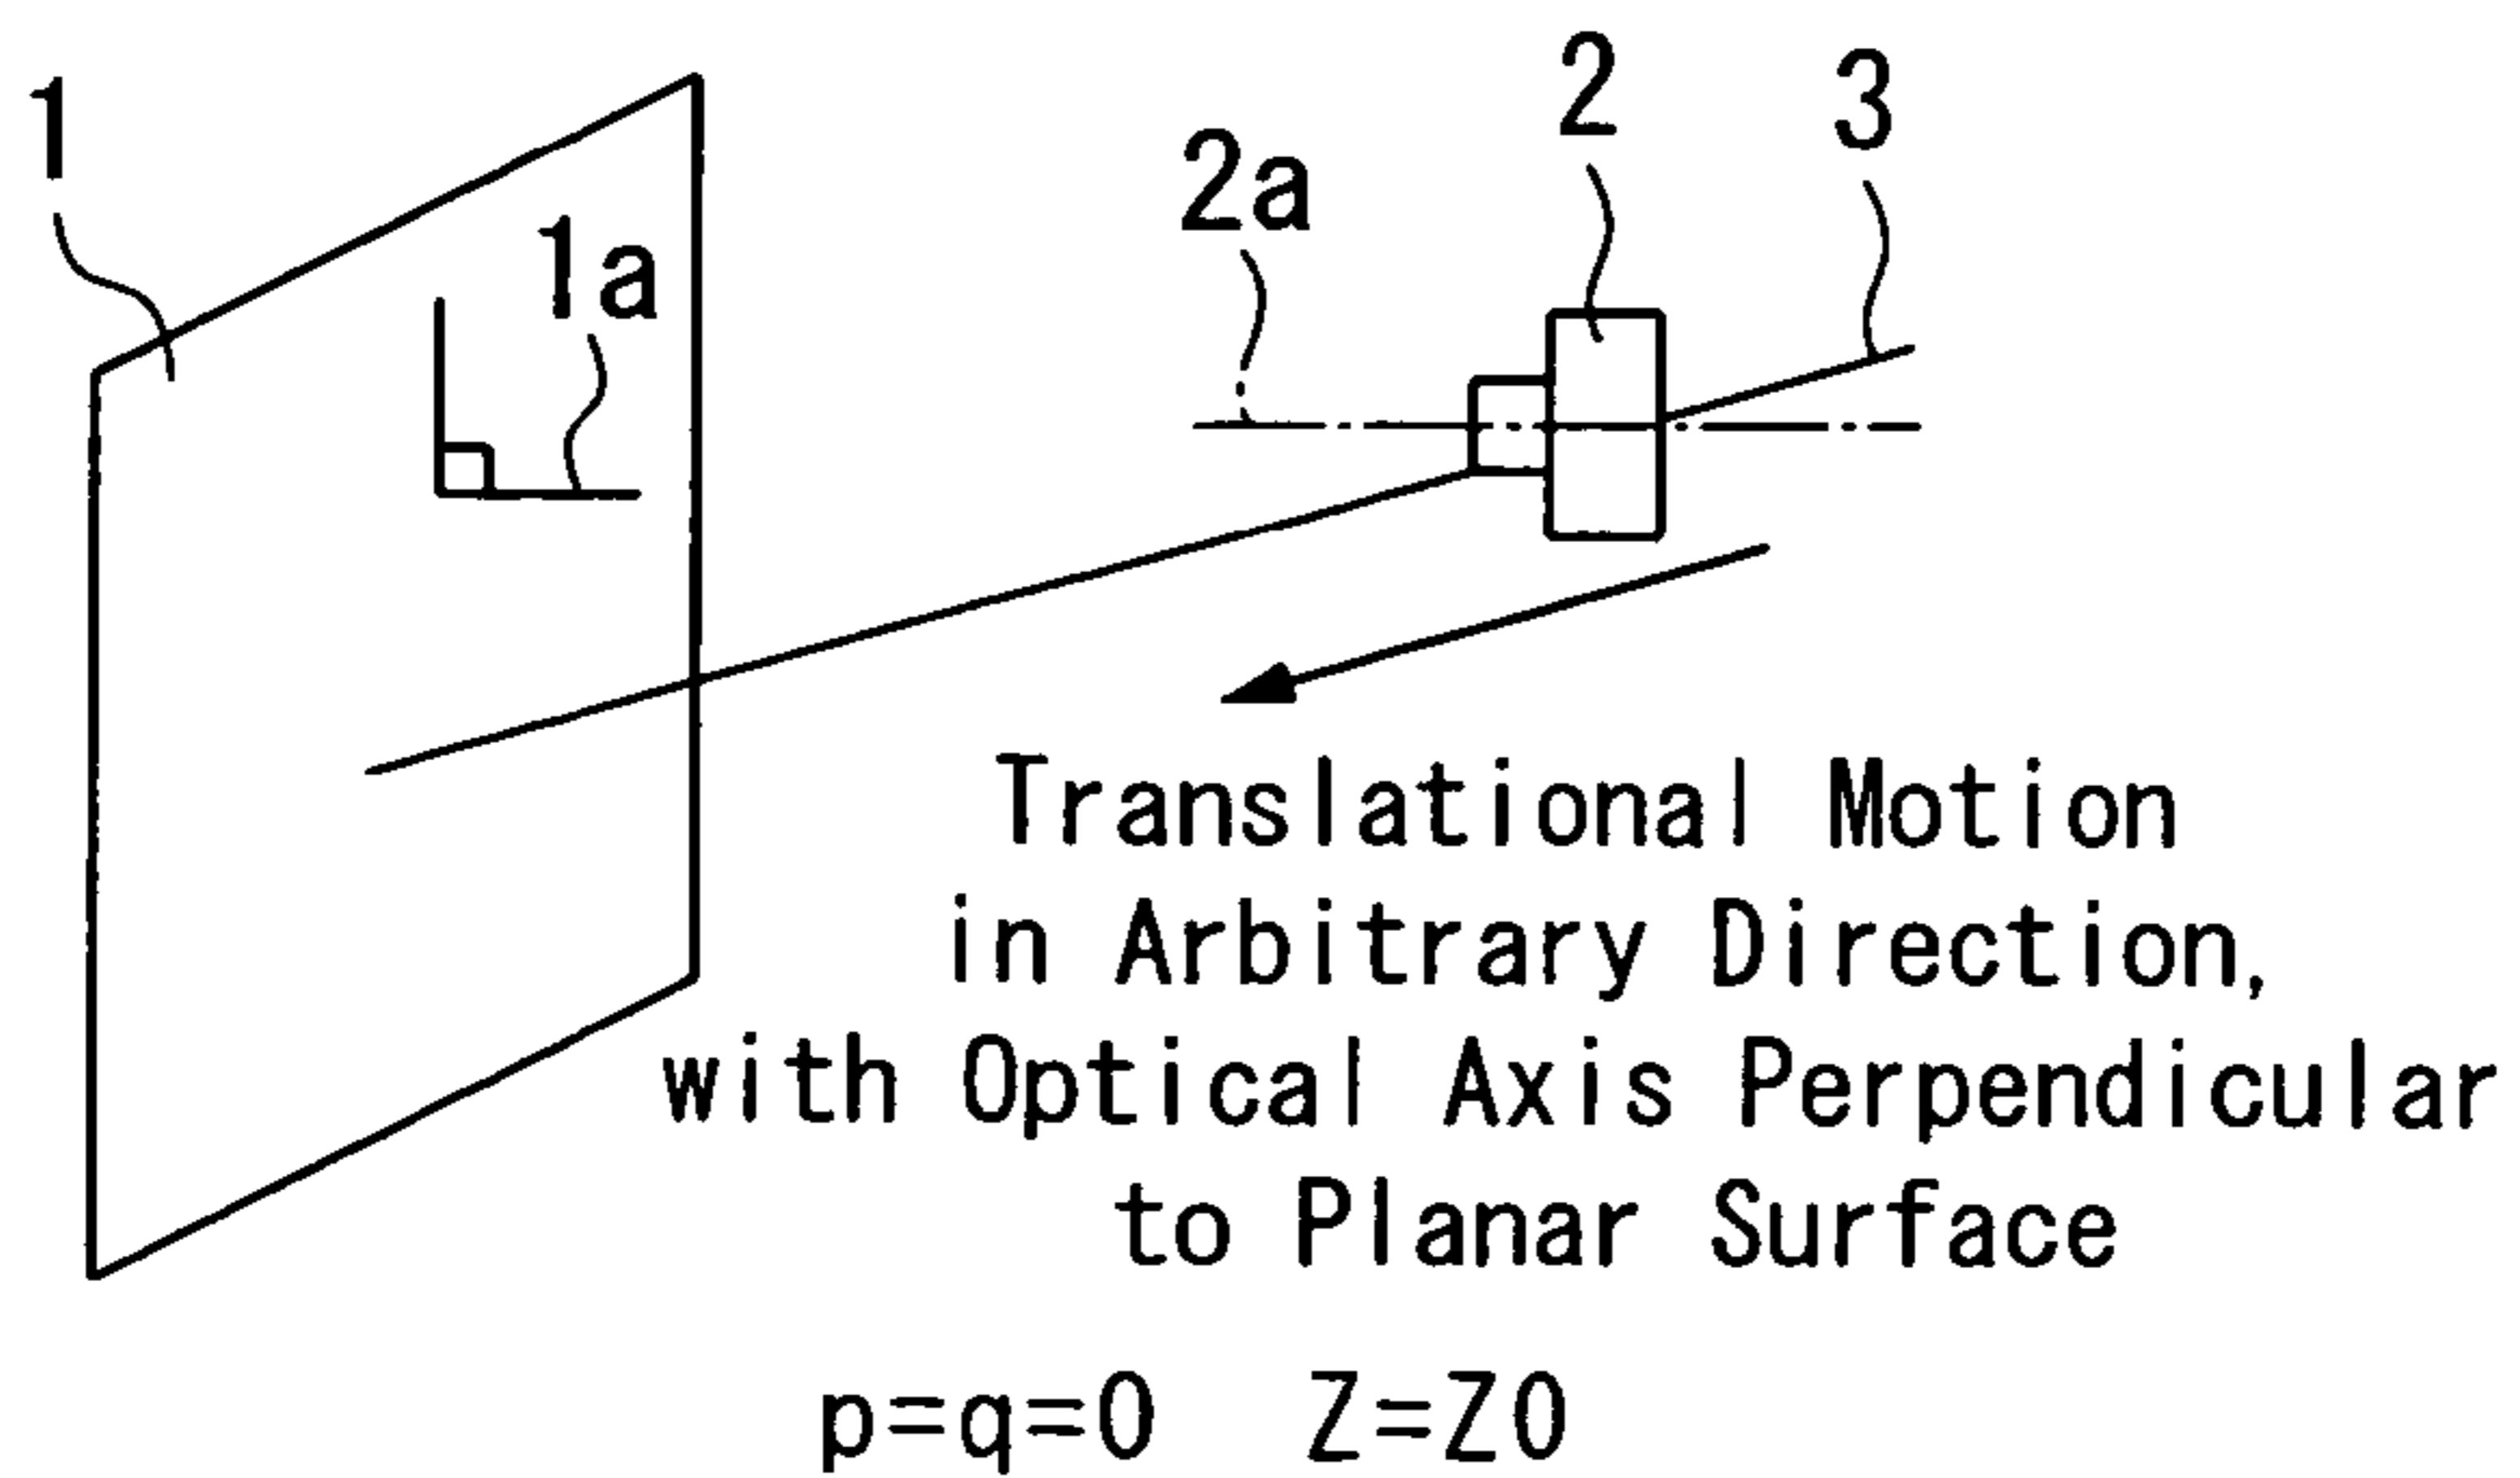 1
2
3
2a
1a
Translational Motion
in Arbitrary Direction,
with Optical Axis Perpendicular
to Planar Surface
p=q=0 Z=Z0